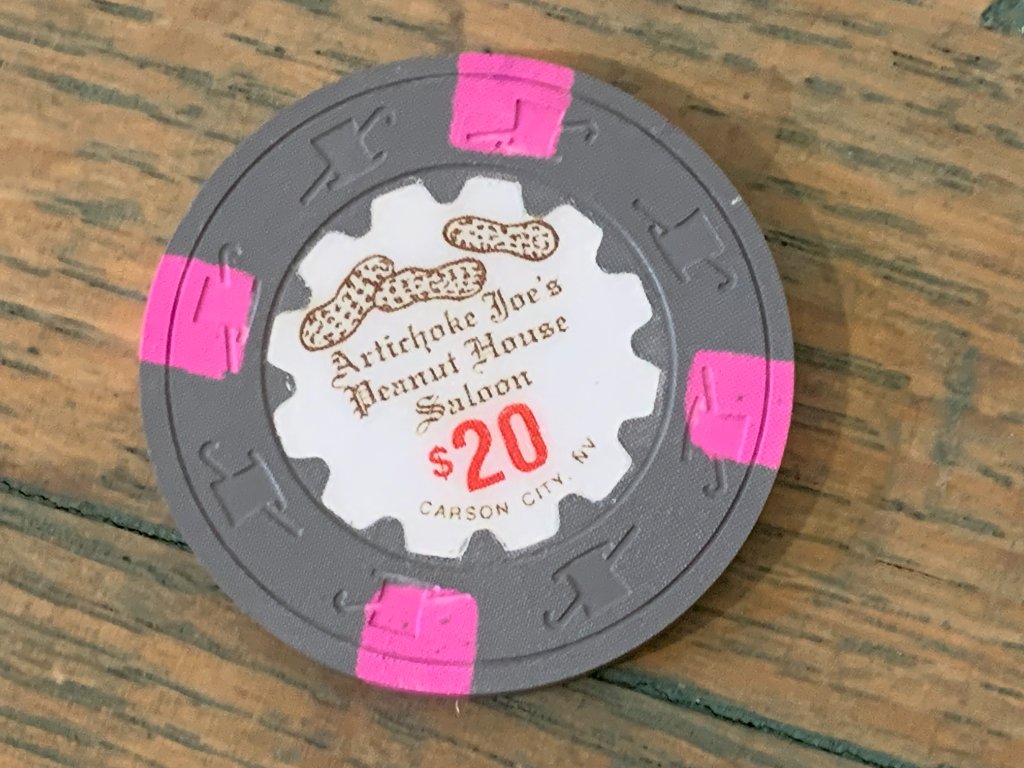 Artichoke Joe's
Peanut House
Saloon
$20
CARSON CITY, NV